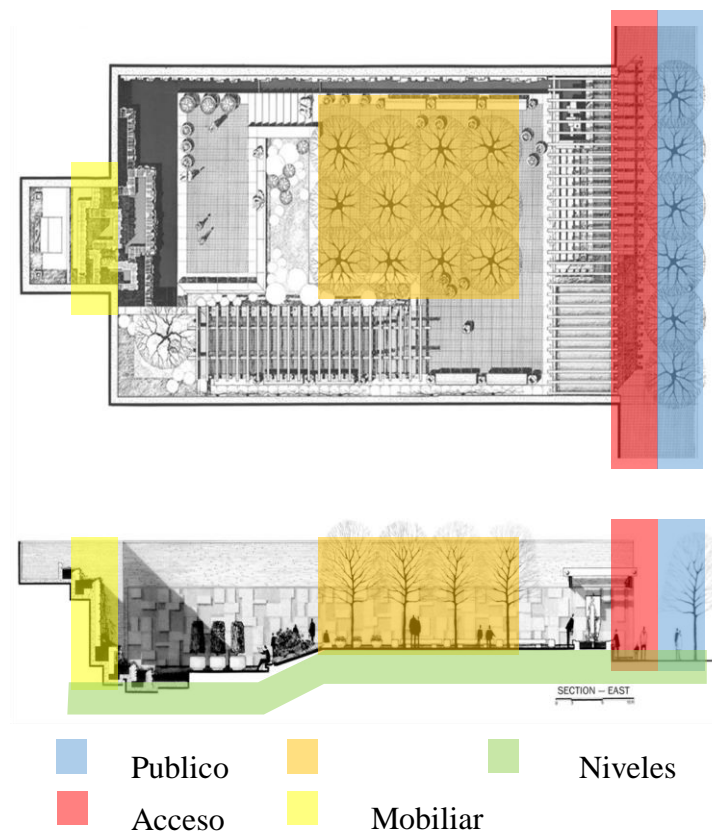 SECTION — EAST
Publico
Niveles
Acceso
Mobiliar